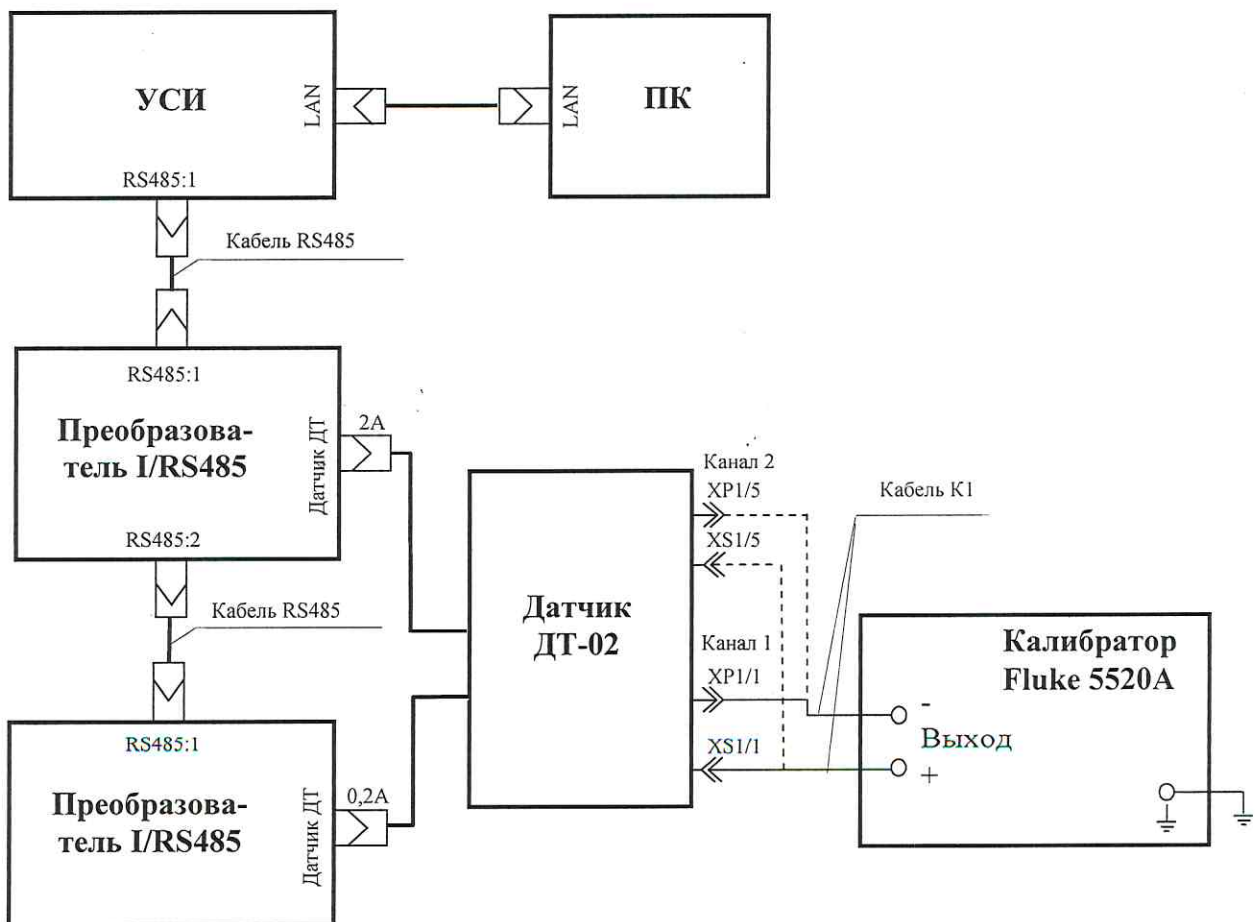 УСИ
LAN
RS485:1
LAN
ПК
Кабель RS485
RS485:1
Преобразова-
тель I/RS485
Датчик ДТ
RS485:2
2А
Кабель RS485
RS485:1
Преобразова-
тель I/RS485
Датчик ДТ
0,2А
Датчик
ДТ-02
Канал 2
XP1/5
XS1/5
Канал 1
XP1/1
XS1/1
Кабель К1
Калибратор
Fluke 5520A
-
Выход
+